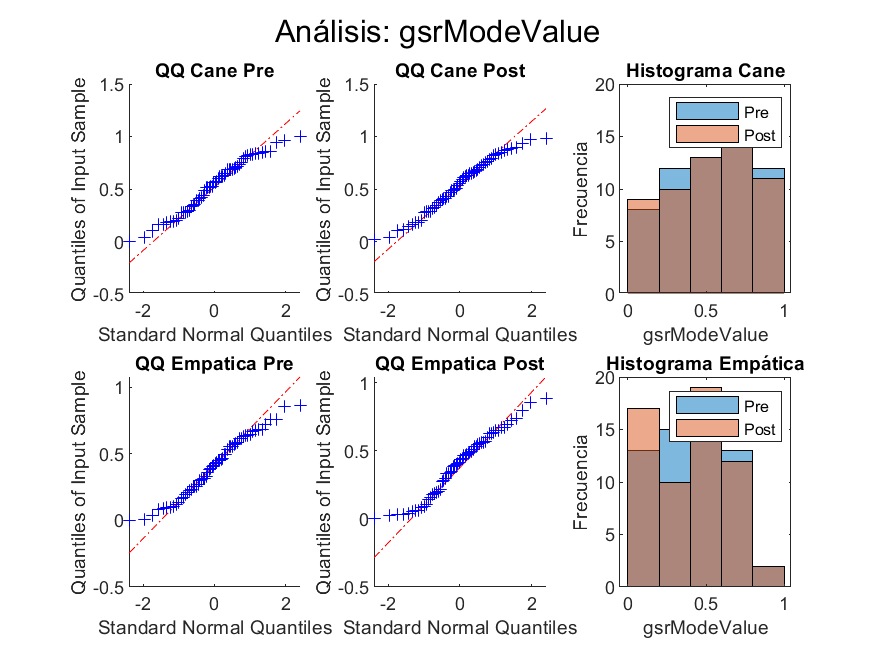 Análisis: gsrModeValue
QQ Cane Pre
1.5
1
0.5
0
-0.5
Quantiles of Input Sample
-2 0 2
Standard Normal Quantiles
QQ Cane Post
1.5
1
0.5
0
-0.5
Quantiles of Input Sample
-2 0 2
Standard Normal Quantiles
Histograma Cane
Pre
Post
20
15
10
5
0
Frecuencia
0 0.5 1
gsrModeValue
QQ Empatica Pre
1
0.5
0
-0.5
Quantiles of Input Sample
-2 0 2
Standard Normal Quantiles
QQ Empatica Post
1
0.5
0
-0.5
Quantiles of Input Sample
-2 0 2
Standard Normal Quantiles
Histograma Empática
Pre
Post
20
15
10
5
0
Frecuencia
0 0.5 1
gsrModeValue